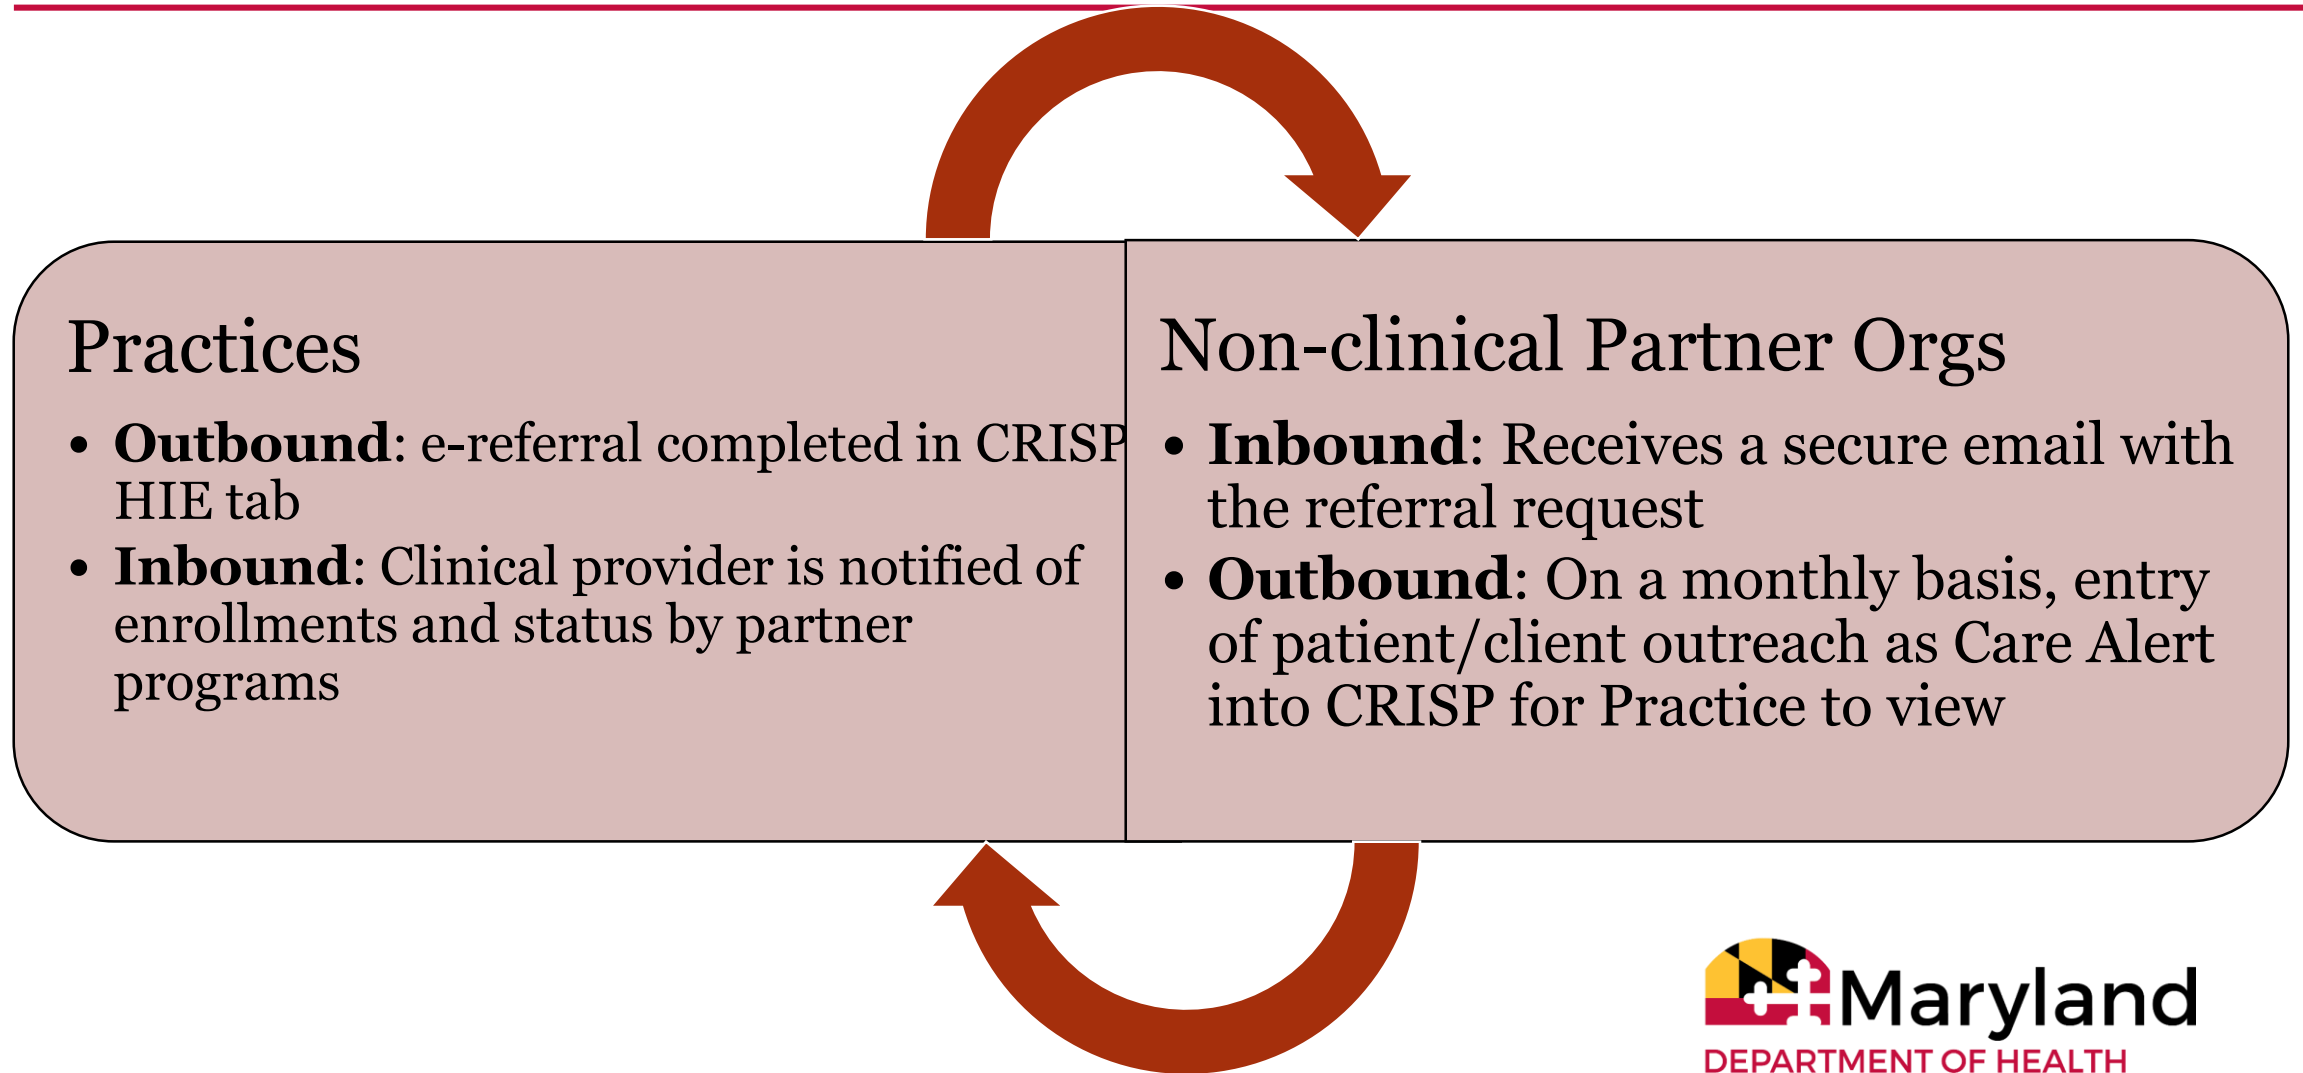 Practices
• Outbound: e-referral completed in CRISP
HIE tab
• Inbound: Clinical provider is notified of
enrollments and status by partner
programs
Non-clinical Partner Orgs
• Inbound: Receives a secure email with
the referral request
• Outbound: On a monthly basis, entry
of patient/client outreach as Care Alert
into CRISP for Practice to view
Maryland
DEPARTMENT OF HEALTH